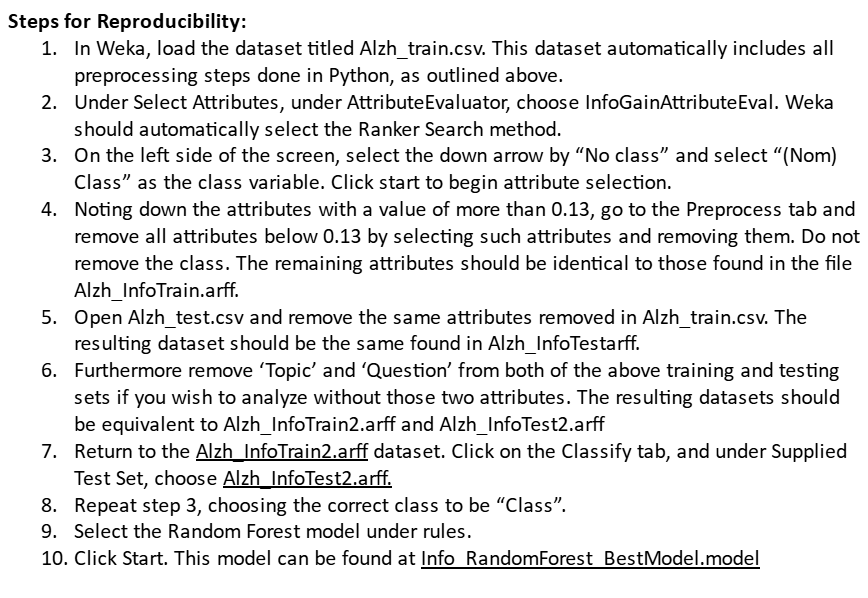 Steps for Reproducibility:
1. In Weka, load the dataset titled Alzh_train.csv. This dataset automatically includes all
preprocessing steps done in Python, as outlined above.
2. Under Select Attributes, under AttributeEvaluator, choose InfoGainAttributeEval. Weka
should automatically select the Ranker Search method.
3. On the left side of the screen, select the down arrow by “No class” and select “(Nom)
Class” as the class variable. Click start to begin attribute selection.
4. Noting down the attributes with a value of more than 0.13, go to the Preprocess tab and
remove all attributes below 0.13 by selecting such attributes and removing them. Do not
remove the class. The remaining attributes should be identical to those found in the file
Alzh_InfoTrain.arff.
5. Open Alzh_test.csv and remove the same attributes removed in Alzh_train.csv. The
resulting dataset should be the same found in Alzh_InfoTestarff.
6. Furthermore remove ‘Topic’ and ‘Question’ from both of the above training and testing
sets if you wish to analyze without those two attributes. The resulting datasets should
be equivalent to Alzh_InfoTrain2.arff and Alzh_InfoTest2.arff
7. Return to the Alzh_InfoTrain2.arff dataset. Click on the Classify tab, and under Supplied
Test Set, choose Alzh_InfoTest2.arff.
8. Repeat step 3, choosing the correct class to be “Class”.
9. Select the Random Forest model under rules.
10. Click Start. This model can be found at Info_RandomForest_BestModel.model